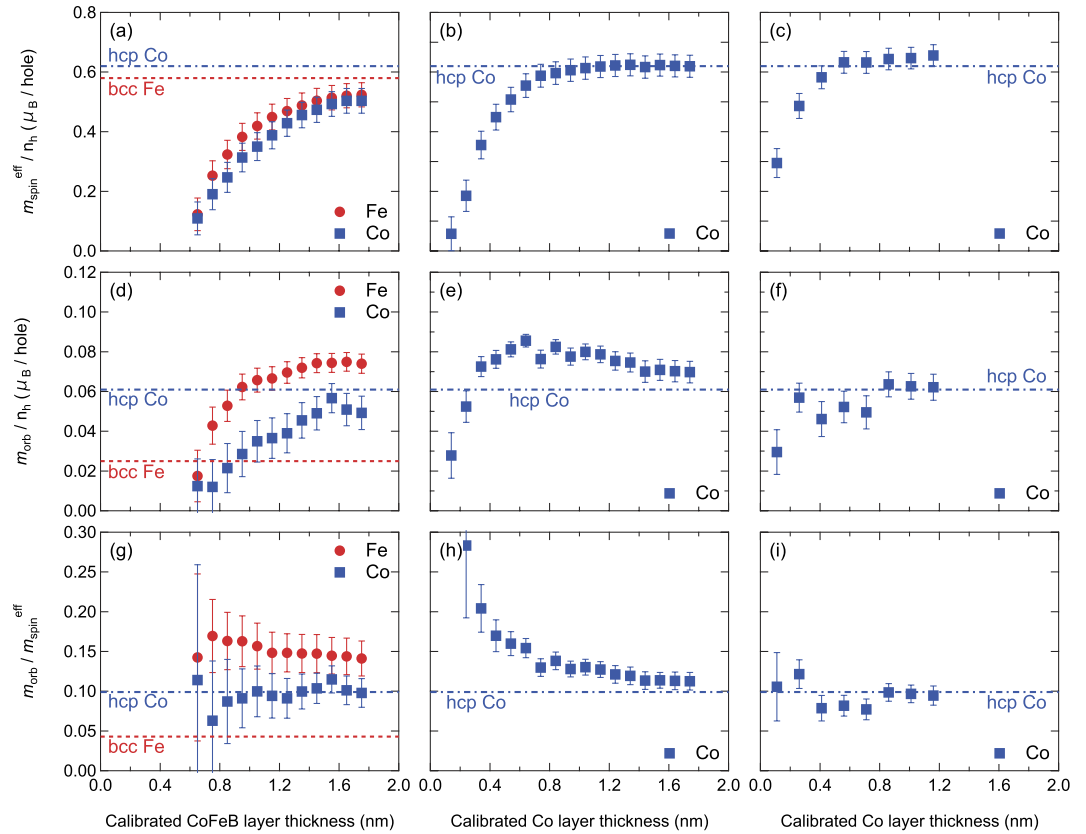 (a) (b) (c)
0.8
0.6
0.4
0.2
0.0
m_spin^eff / n_h ( μ_B / hole)
hcp Co
bcc Fe
Fe
Co
hcp Co
Co
hcp Co
Co
(d) (e) (f)
0.12
0.10
0.08
0.06
0.04
0.02
0.00
m_orb / n_h ( μ_B / hole)
hcp Co
bcc Fe
Fe
Co
hcp Co
Co
hcp Co
Co
(g) (h) (i)
0.30
0.25
0.20
0.15
0.10
0.05
0.00
m_orb / m_spin^eff
hcp Co
bcc Fe
Fe
Co
hcp Co
Co
hcp Co
Co
0.0 0.4 0.8 1.2 1.6 2.0 0.4 0.8 1.2 1.6 2.0 0.4 0.8 1.2 1.6 2.0
Calibrated CoFeB layer thickness (nm) Calibrated Co layer thickness (nm) Calibrated Co layer thickness (nm)